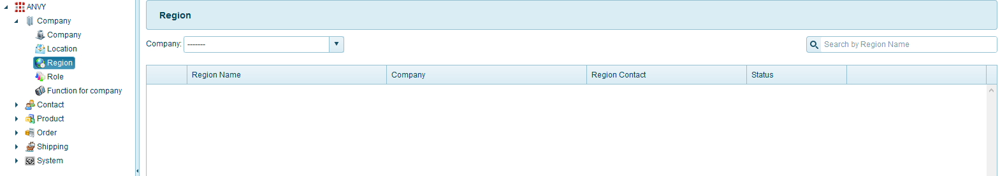 ANVY
Company
Company
Location
Region
Role
Function for company
Contact
Product
Order
Shipping
System
Region
Company: -------
Search by Region Name
Region Name Company Region Contact Status